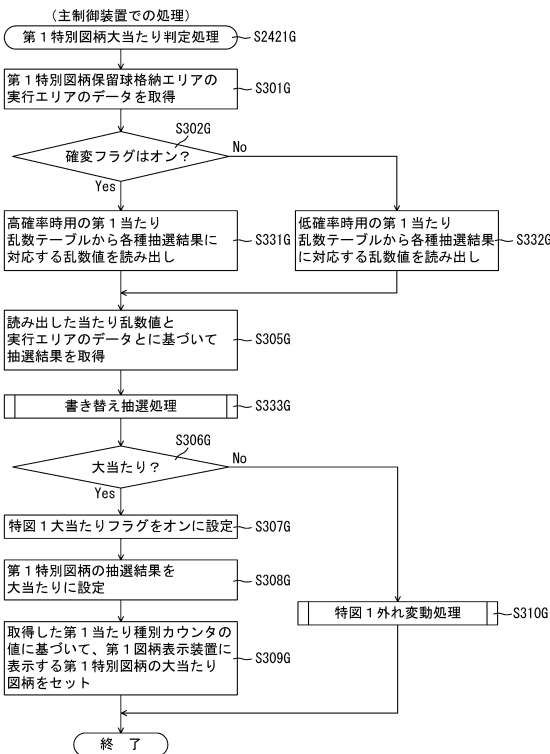 （主制御装置での処理）
第１特別図柄大当たり判定処理
S2421G
第１特別図柄保留球格納エリアの
実行エリアのデータを取得
S301G
S302G
確変フラグはオン？
No
Yes
高確率時用の第１当たり
乱数テーブルから各種抽選結果に
対応する乱数値を読み出し
S331G
低確率時用の第１当たり
乱数テーブルから各種抽選結果
に対応する乱数値を読み出し
S332G
読み出した当たり乱数値と
実行エリアのデータとに基づいて
抽選結果を取得
S305G
書き替え抽選処理
S333G
S306G
大当たり？
No
Yes
特図１大当たりフラグをオンに設定
S307G
第１特別図柄の抽選結果を
大当たりに設定
S308G
特図１外れ変動処理
S310G
取得した第１当たり種別カウンタの
値に基づいて、第１図柄表示装置に
表示する第１特別図柄の大当たり
図柄をセット
S309G
終　了